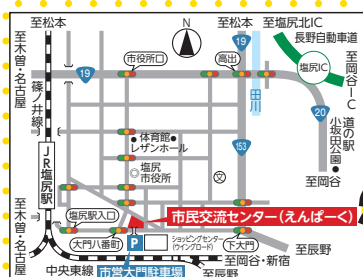 至松本
N
至松本
至塩尻北IC
長野自動車道
至木曽・名古屋
市役所口
高出
19
19
田川
塩尻IC
至岡谷IC
篠ノ井線
体育館
レザンホール
20
道の駅
小坂田公園
JR塩尻駅
塩尻
市役所
153
文
至岡谷
塩尻駅入口
市民交流センター(えんぱーく)
大門八番町
P
ショッピングセンター
(ウイングロード)
下大門
至木曽・名古屋
至辰野
至岡谷・新宿
中央東線
市営大門駐車場
至辰野